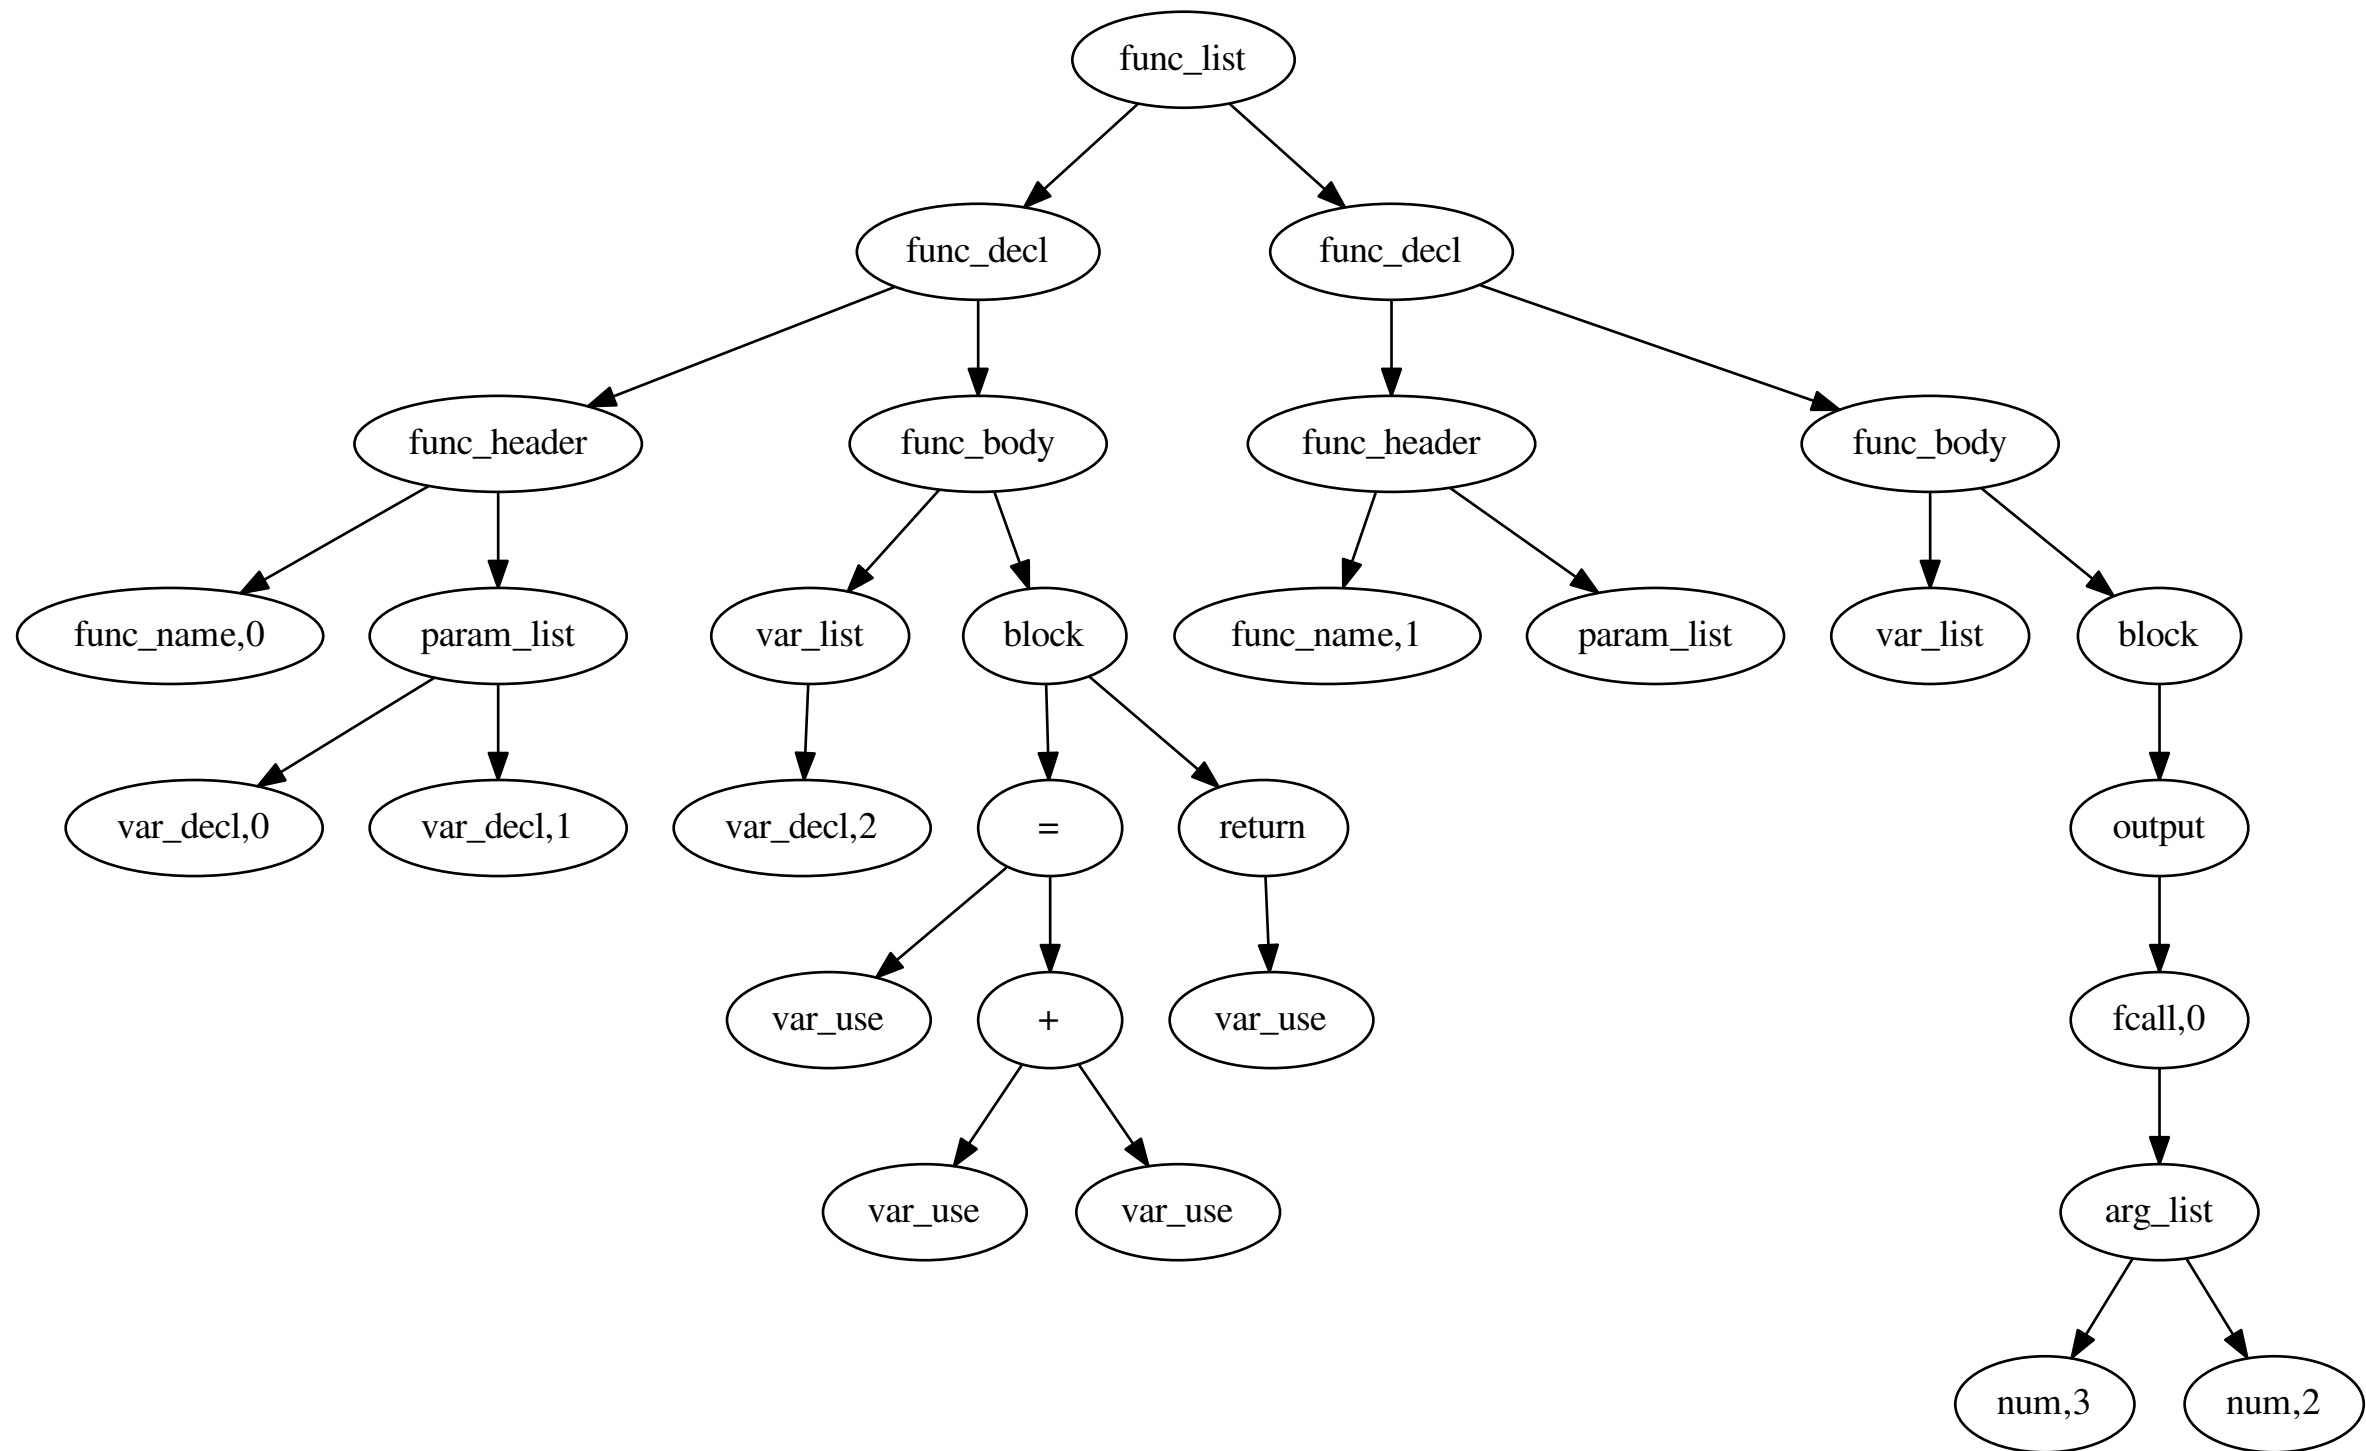 func_list
func_decl
func_decl
func_header
func_body
func_header
func_body
func_name,0
param_list
var_list
block
func_name,1
param_list
var_list
block
var_decl,0
var_decl,1
var_decl,2
=
return
output
var_use
+
var_use
fcall,0
var_use
var_use
arg_list
num,3
num,2